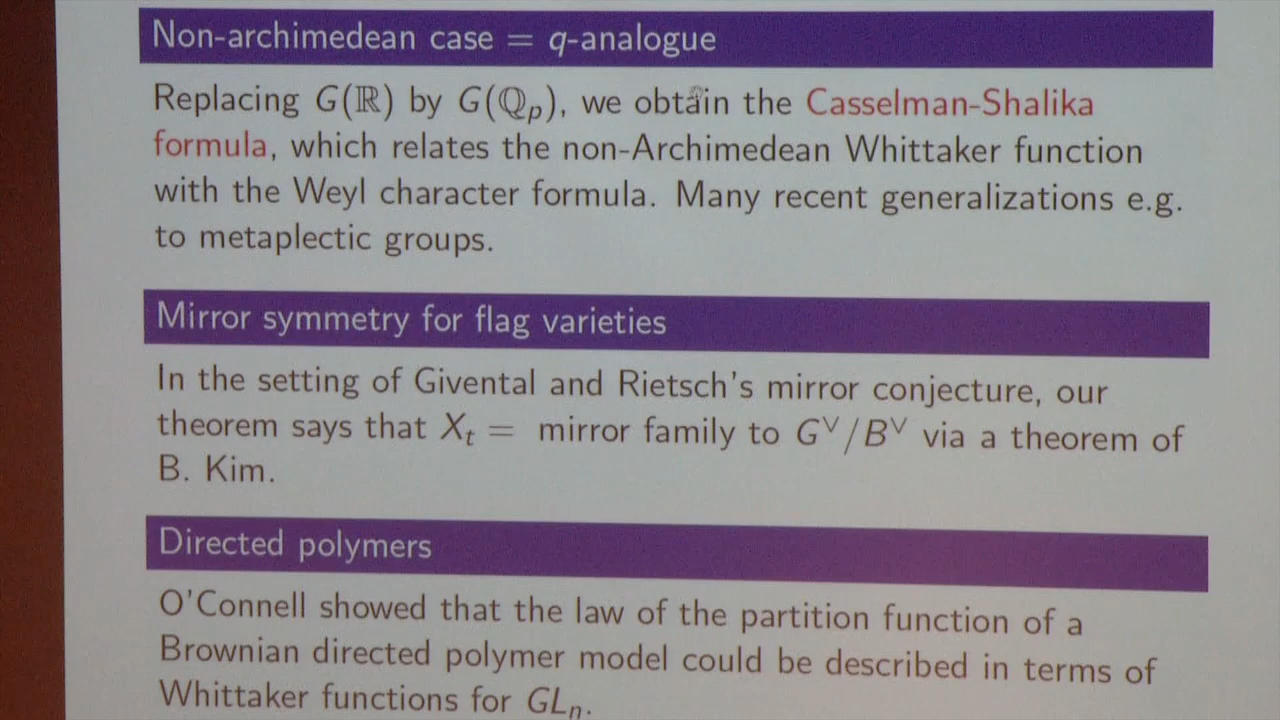 Non-archimedean case = q-analogue
Replacing G(ℝ) by G(ℚₚ), we obtain the Casselman-Shalika
formula, which relates the non-Archimedean Whittaker function
with the Weyl character formula. Many recent generalizations e.g.
to metaplectic groups.
Mirror symmetry for flag varieties
In the setting of Givental and Rietsch's mirror conjecture, our
theorem says that Xₜ = mirror family to G^∨/B^∨ via a theorem of
B. Kim.
Directed polymers
O'Connell showed that the law of the partition function of a
Brownian directed polymer model could be described in terms of
Whittaker functions for GLₙ.